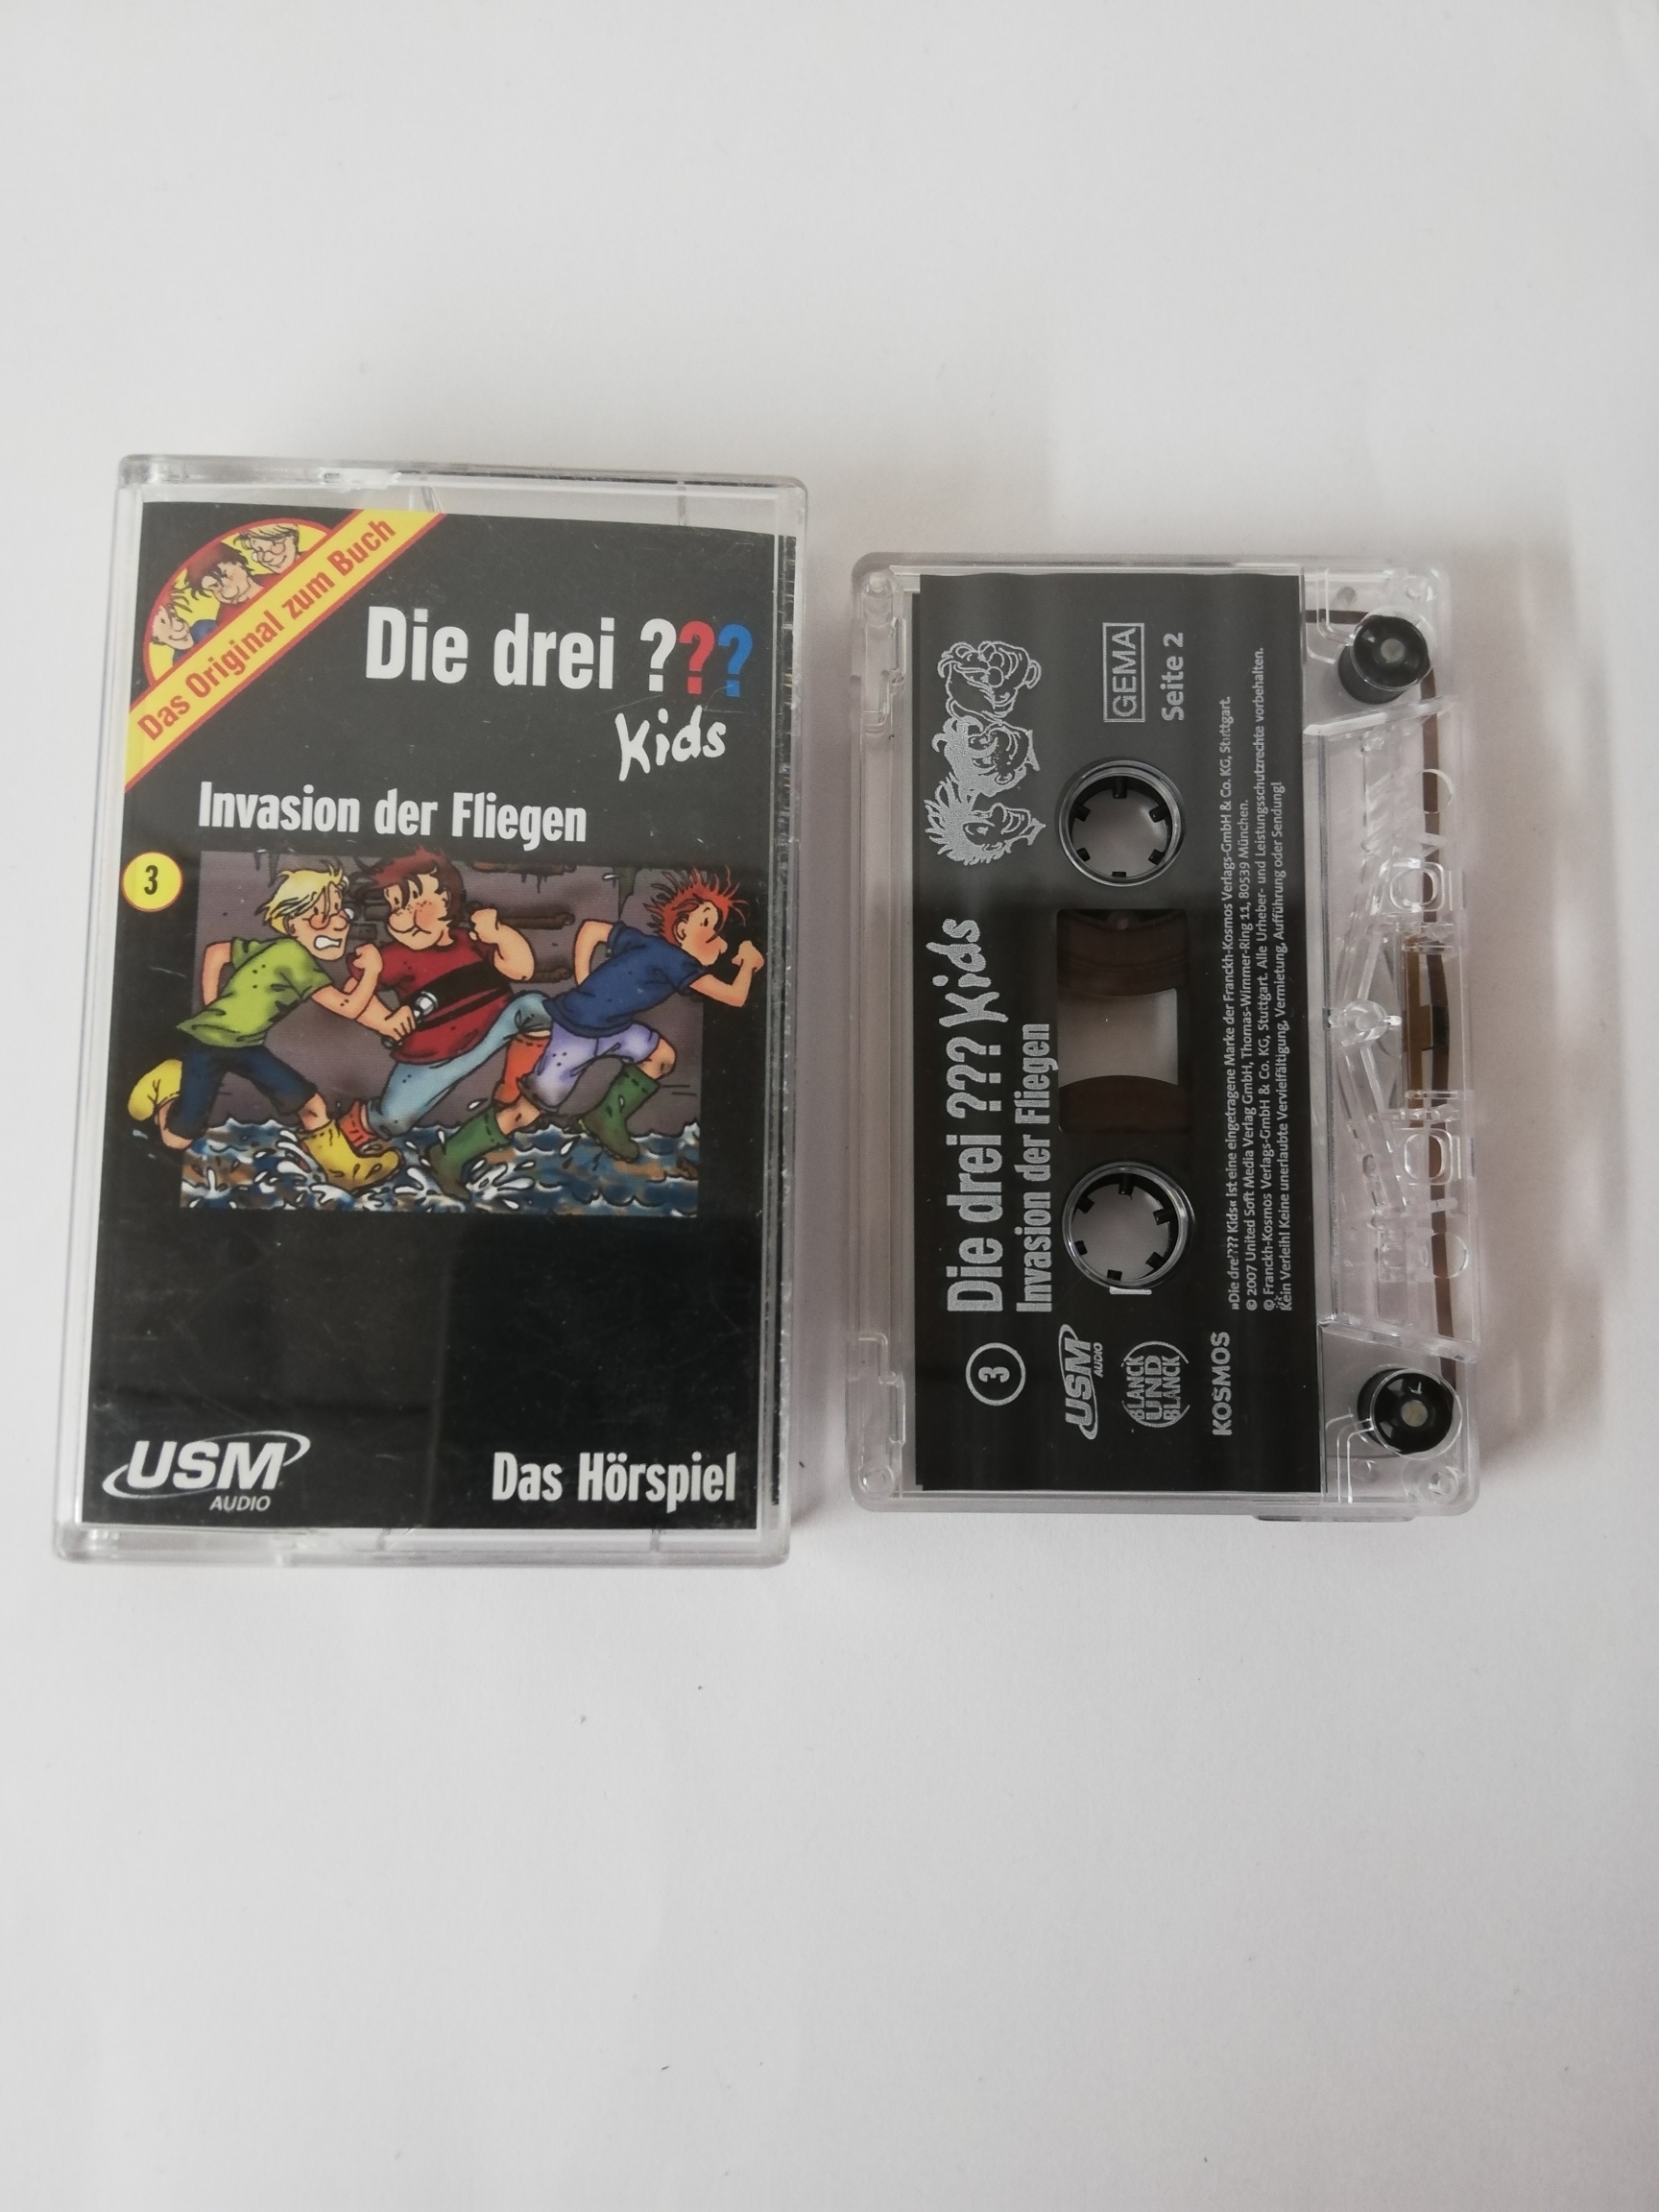 Das Original zum Buch
Die drei ???
Kids
Invasion der Fliegen
3
USM
AUDIO
Das Hörspiel
3
Die drei ??? Kids
Invasion der Fliegen
USM
AUDIO
BLANCK
UND
BLANCK
KOSMOS
GEMA
Seite 2
»Die drei ??? Kids« ist eine eingetragene Marke der Franckh-Kosmos Verlags-GmbH & Co. KG, Stuttgart.
© 2007 United Soft Media Verlag GmbH, Thomas-Wimmer-Ring 11, 80539 München.
© Franckh-Kosmos Verlags-GmbH & Co. KG, Stuttgart. Alle Urheber- und Leistungsschutzrechte vorbehalten.
Kein Verleih! Keine unerlaubte Vervielfältigung, Vermietung, Aufführung oder Sendung!